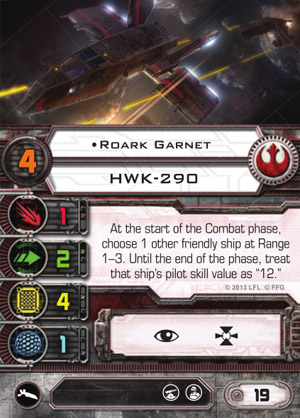 •Roark Garnet
4
HWK-290
1
2
4
1
At the start of the Combat phase,
choose 1 other friendly ship at Range
1–3. Until the end of the phase, treat
that ship's pilot skill value as “12.”
© 2013 LFL © FFG
19